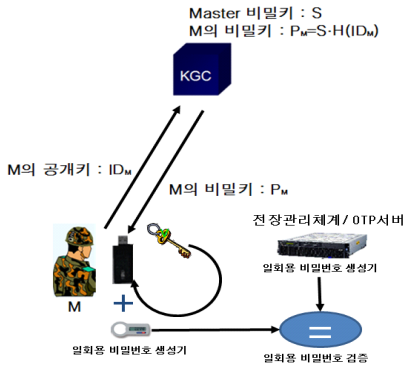 Master 비밀키 : S
M의 비밀키 : PM=S·H(IDM)
KGC
M의 공개키 : IDM
M의 비밀키 : PM
전장관리체계/ OTP서버
일회용 비밀번호 생성기
M
+
=
일회용 비밀번호 생성기
일회용 비밀번호 검증